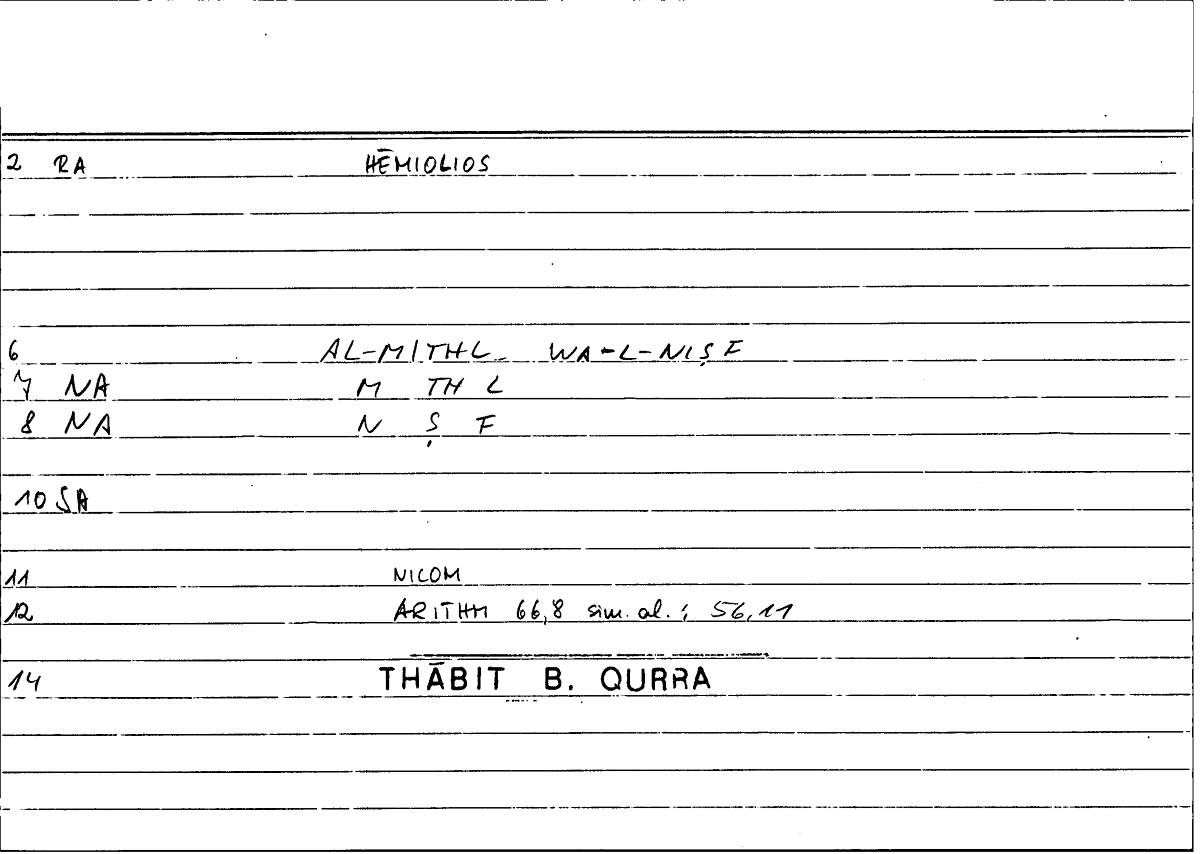 2 RA HĒMIOLIOS
6 AL-MITHL WA-L-NIṢF
7 NA M TH L
8 NA N Ṣ F
10 SA
11 NICOM
12 ARITHM 66,8 sim. al. ; 56,11
14 THĀBIT B. QURRA